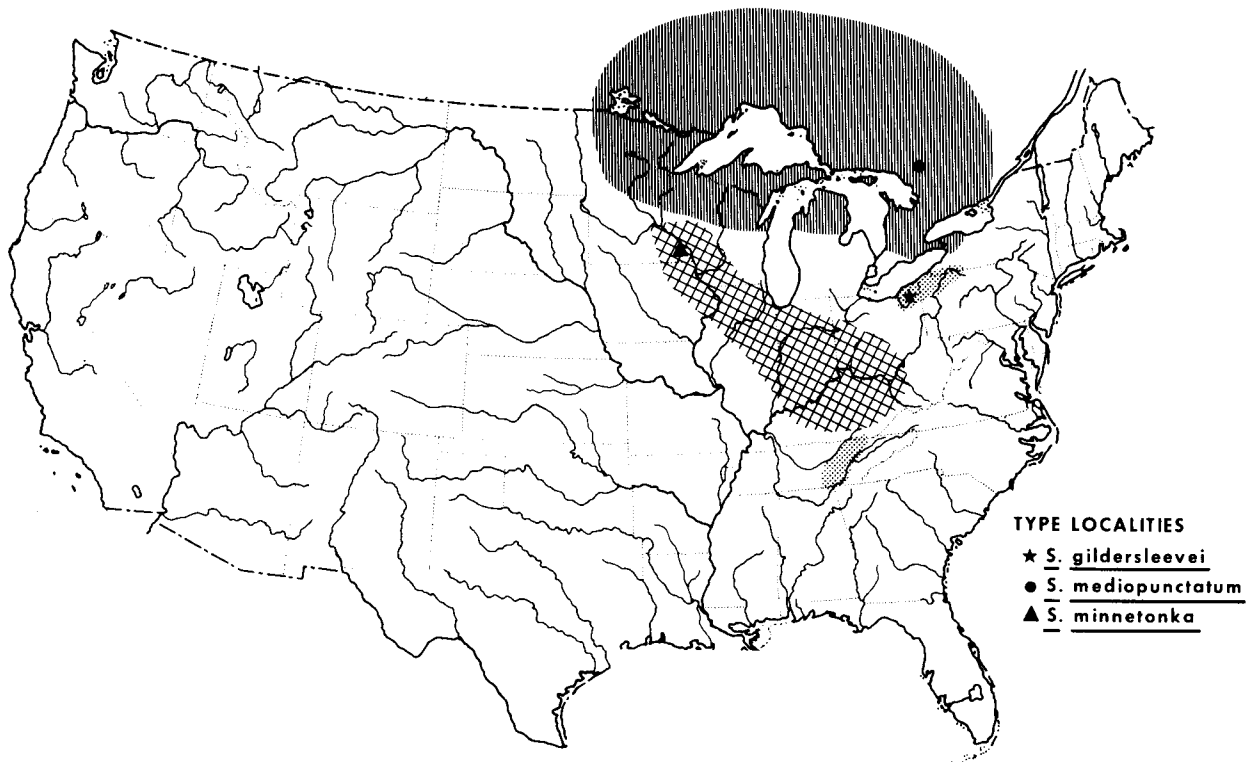 TYPE LOCALITIES
★ S. gildersleevei
● S. mediopunctatum
▲ S. minnetonka